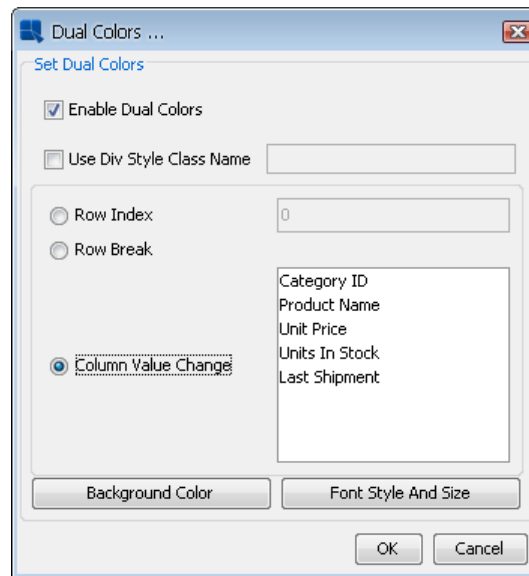 Dual Colors ...
Set Dual Colors
Enable Dual Colors
Use Div Style Class Name
Row Index
0
Row Break
Category ID
Product Name
Unit Price
Units In Stock
Last Shipment
Column Value Change
Background Color
Font Style And Size
OK
Cancel